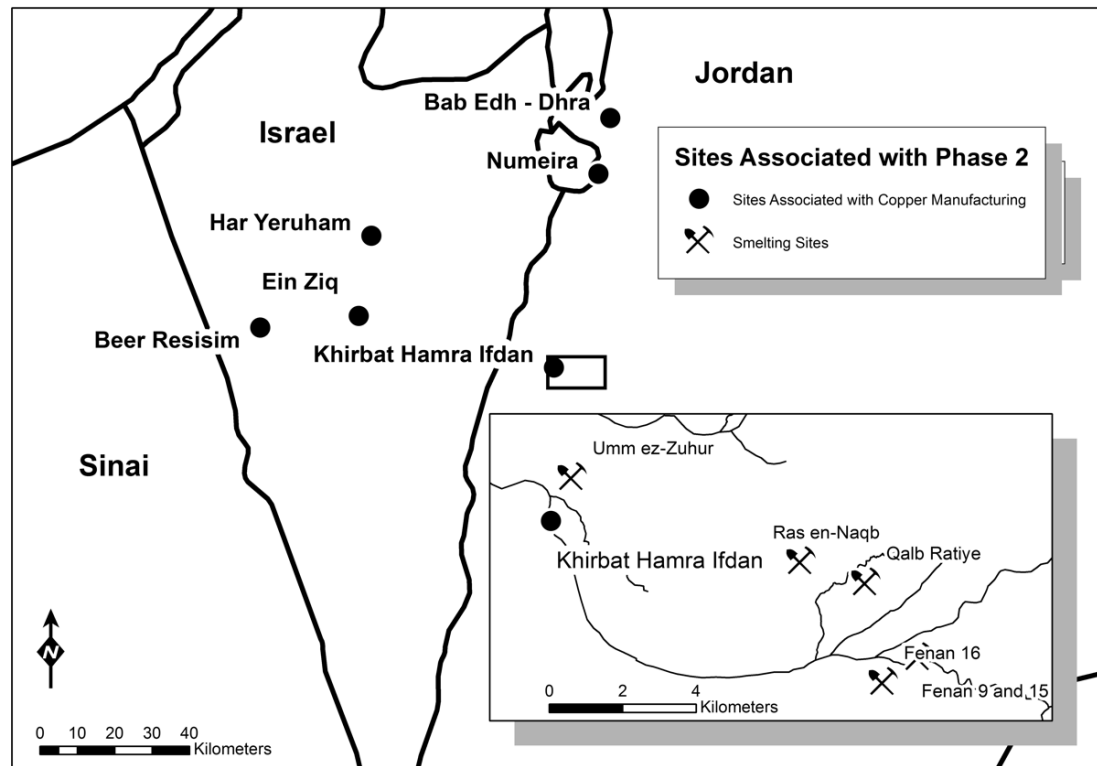 Jordan
Bab Edh - Dhra
Israel
Numeira
Sites Associated with Phase 2
Sites Associated with Copper Manufacturing
Smelting Sites
Har Yeruham
Ein Ziq
Beer Resisim
Khirbat Hamra Ifdan
Sinai
Umm ez-Zuhur
Khirbat Hamra Ifdan
Ras en-Naqb
Qalb Ratiye
Fenan 16
Fenan 9 and 15
0 2 4
Kilometers
N
0 10 20 30 40
Kilometers